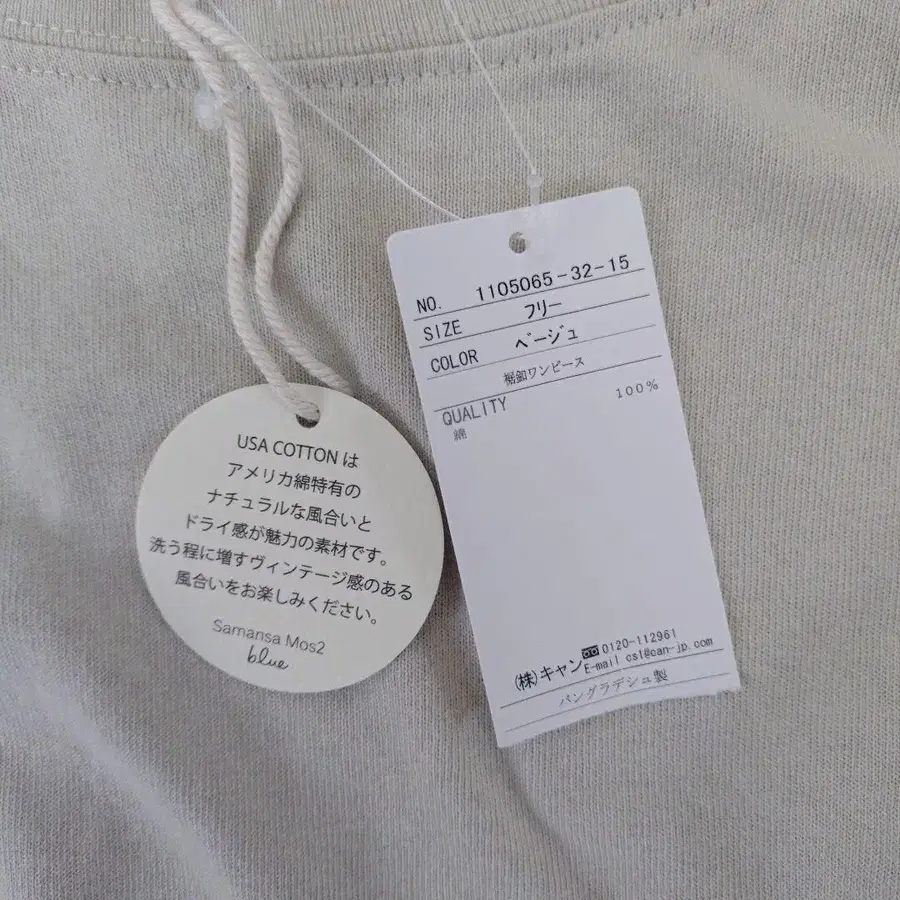 USA COTTON は
アメリカ綿特有の
ナチュラルな風合いと
ドライ感が魅力の素材です。
洗う程に増すヴィンテージ感のある
風合いをお楽しみください。
Samansa Mos2
blue
NO. 1105065-32-15
SIZE フリー
COLOR ベージュ
裾釦ワンピース
QUALITY
綿 100%
(株)キャン 0120-112961
E-mail cs1@can-jp.com
バングラデシュ製